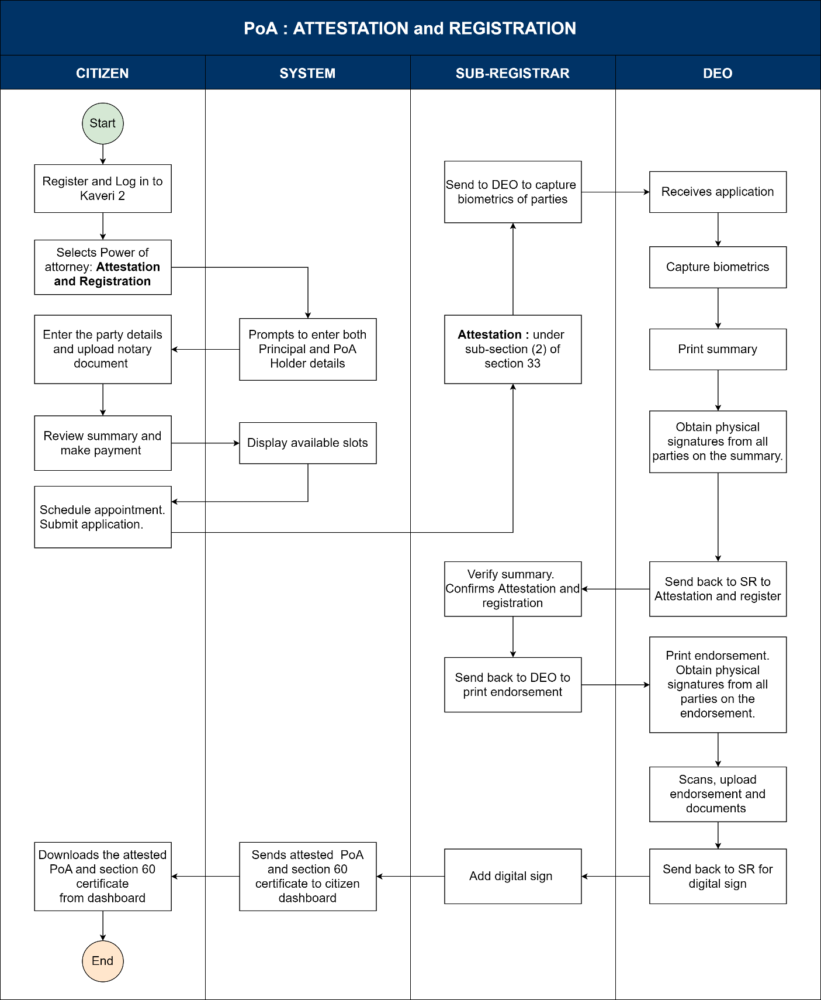 PoA : ATTESTATION and REGISTRATION
CITIZEN
SYSTEM
SUB-REGISTRAR
DEO
Start
Register and Log in to
Kaveri 2
Selects Power of
attorney: Attestation
and Registration
Prompts to enter both
Principal and PoA
Holder details
Enter the party details
and upload notary
document
Review summary and
make payment
Display available slots
Schedule appointment.
Submit application.
Attestation : under
sub-section (2) of
section 33
Send to DEO to capture
biometrics of parties
Receives application
Capture biometrics
Print summary
Obtain physical
signatures from all
parties on the summary.
Send back to SR to
Attestation and register
Verify summary.
Confirms Attestation and
registration
Send back to DEO to
print endorsement
Print endorsement.
Obtain physical
signatures from all
parties on the
endorsement.
Scans, upload
endorsement and
documents
Send back to SR for
digital sign
Add digital sign
Sends attested PoA
and section 60
certificate to citizen
dashboard
Downloads the attested
PoA and section 60
certificate
from dashboard
End